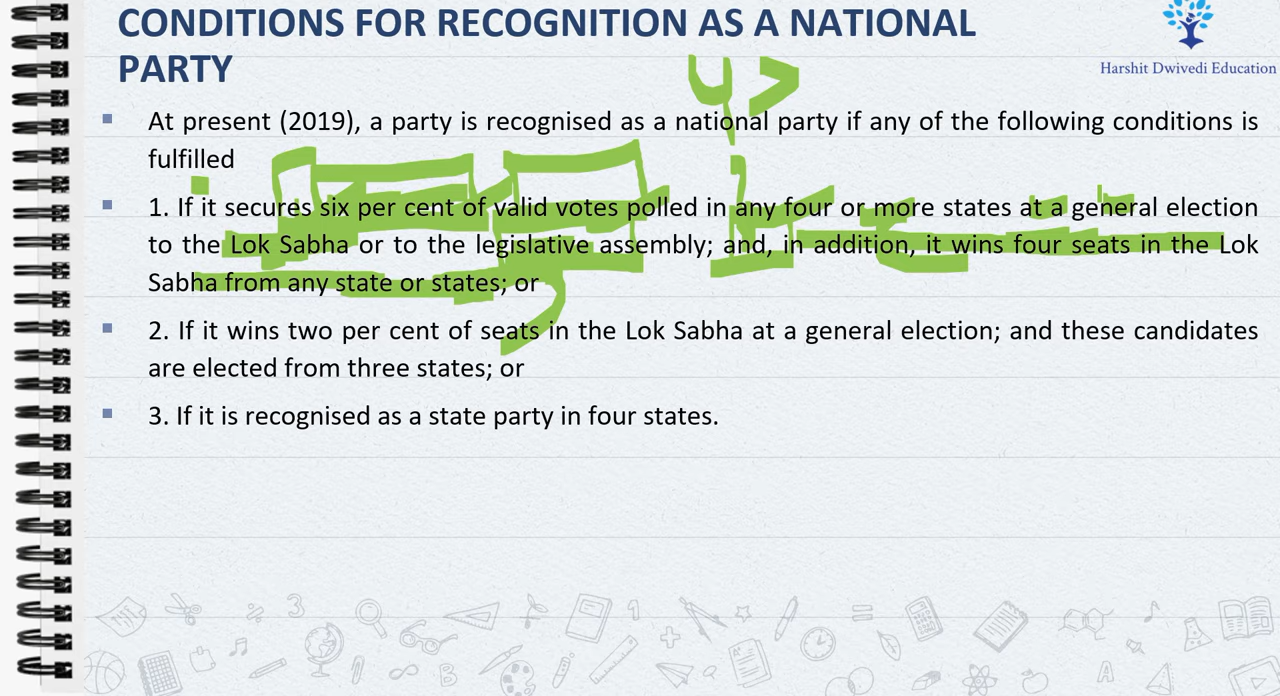 CONDITIONS FOR RECOGNITION AS A NATIONAL
PARTY
Harshit Dwivedi Education
At present (2019), a party is recognised as a national party if any of the following conditions is
fulfilled
1. If it secures six per cent of valid votes polled in any four or more states at a general election
to the Lok Sabha or to the legislative assembly; and, in addition, it wins four seats in the Lok
Sabha from any state or states; or
2. If it wins two per cent of seats in the Lok Sabha at a general election; and these candidates
are elected from three states; or
3. If it is recognised as a state party in four states.